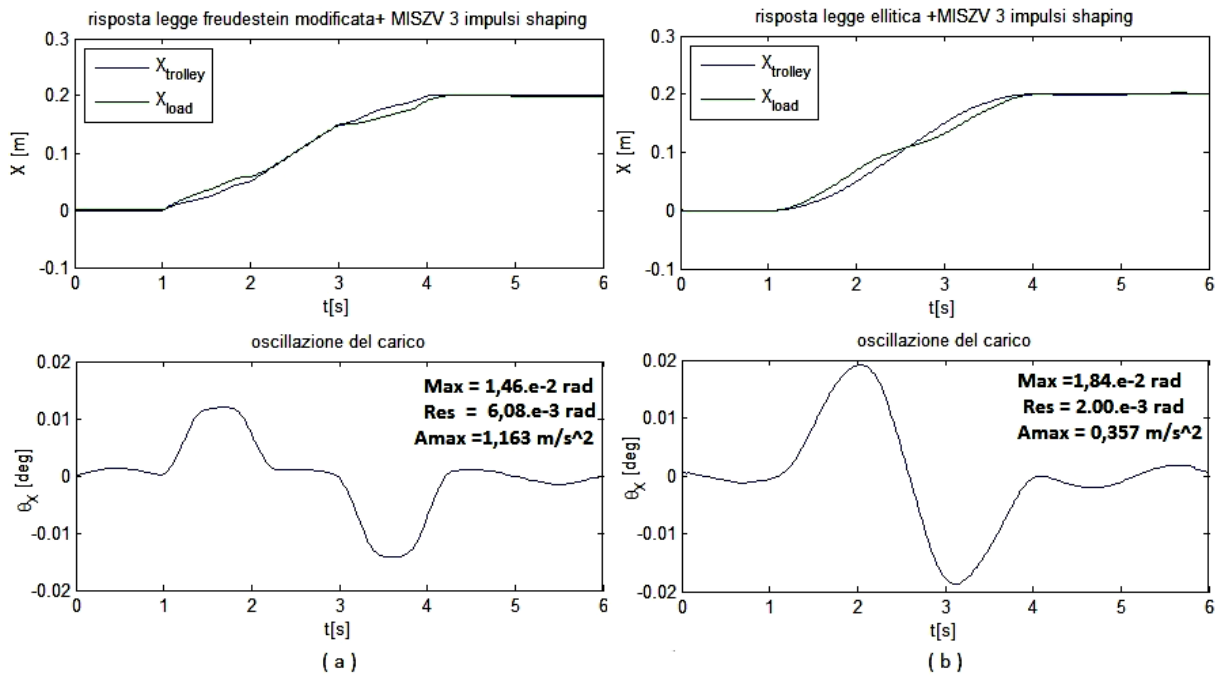 risposta legge freudestein modificata+ MISZV 3 impulsi shaping
0.3
0.2
0.1
0
-0.1
X [m]
X_trolley
X_load
0 1 2 3 4 5 6
t[s]
risposta legge ellitica +MISZV 3 impulsi shaping
0.3
0.2
0.1
0
-0.1
X [m]
X_trolley
X_load
0 1 2 3 4 5 6
t[s]
oscillazione del carico
0.02
0.01
0
-0.01
-0.02
θ_X [deg]
Max = 1,46.e-2 rad
Res = 6,08.e-3 rad
Amax =1,163 m/s^2
0 1 2 3 4 5 6
t[s]
( a )
oscillazione del carico
0.02
0.01
0
-0.01
-0.02
θ_X [deg]
Max =1,84.e-2 rad
Res = 2.00.e-3 rad
Amax = 0,357 m/s^2
0 1 2 3 4 5 6
t[s]
( b )